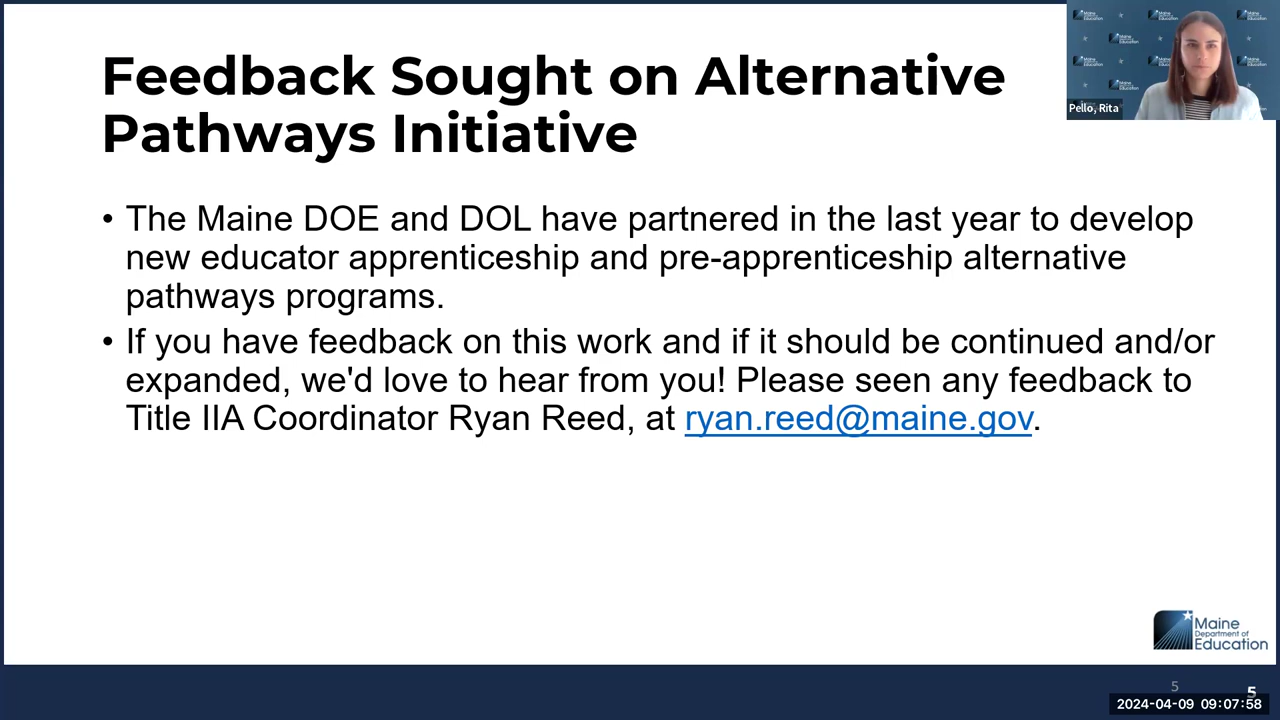 Feedback Sought on Alternative
Pathways Initiative
• The Maine DOE and DOL have partnered in the last year to develop
new educator apprenticeship and pre-apprenticeship alternative
pathways programs.
• If you have feedback on this work and if it should be continued and/or
expanded, we'd love to hear from you! Please seen any feedback to
Title IIA Coordinator Ryan Reed, at ryan.reed@maine.gov.
Pello, Rita
Maine
Department of
Education
5
5
2024-04-09 09:07:58